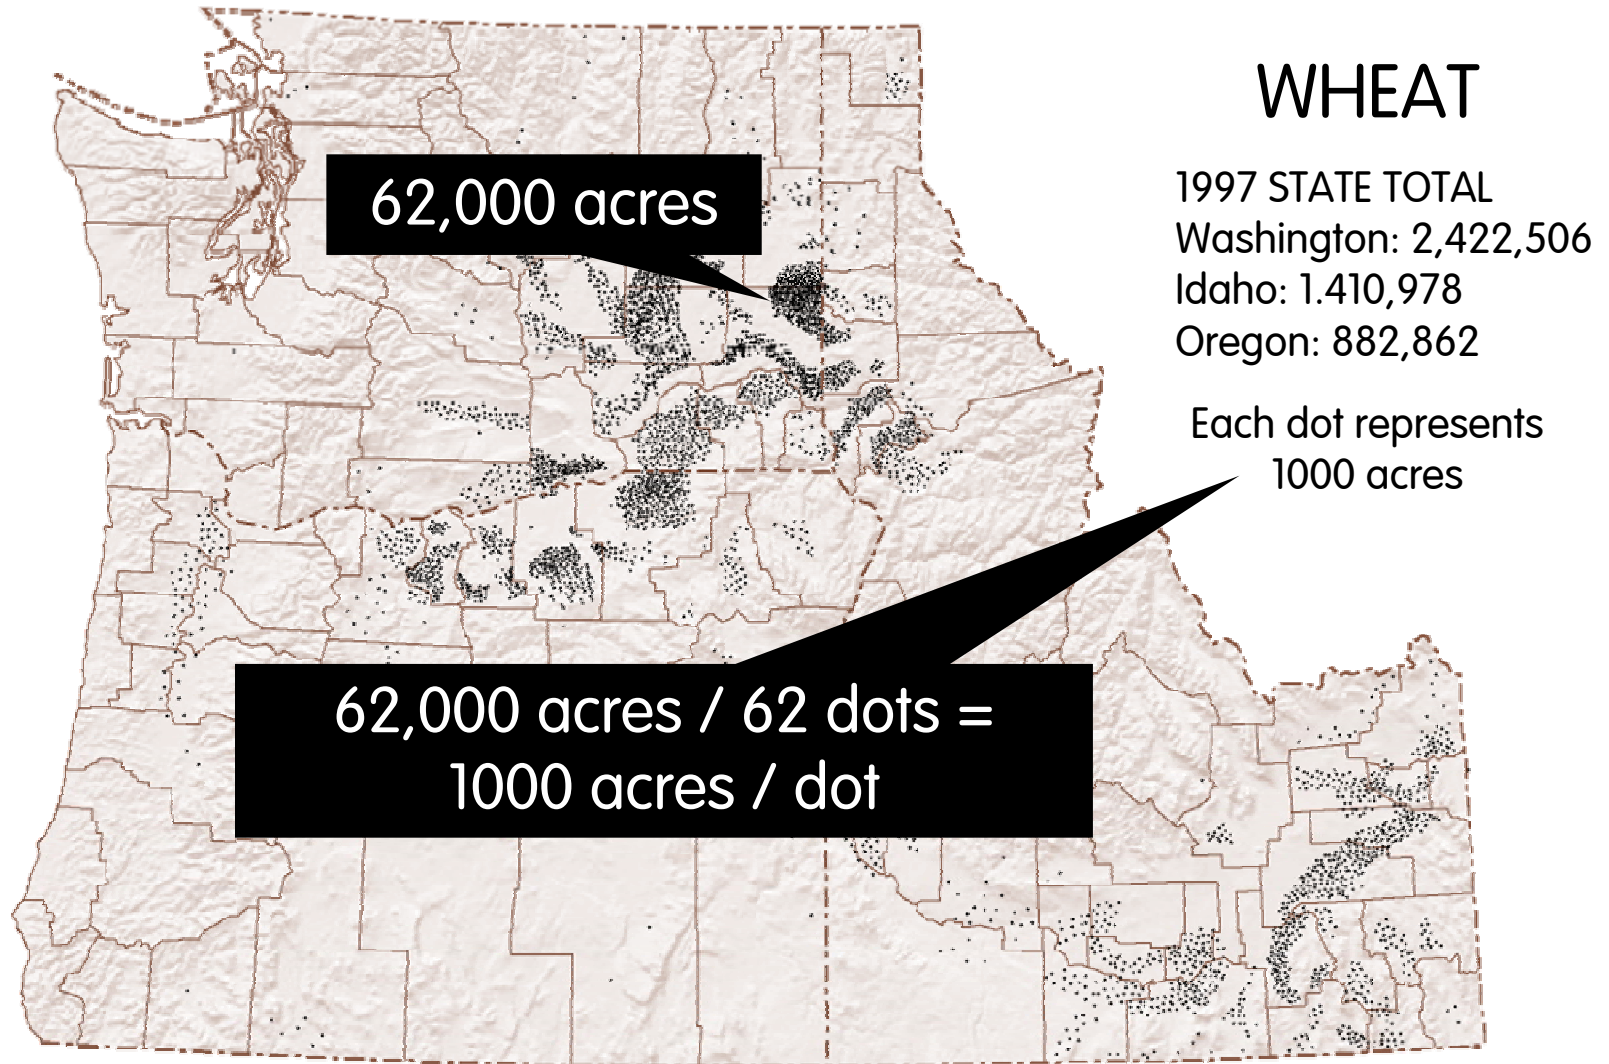 WHEAT
1997 STATE TOTAL
Washington: 2,422,506
Idaho: 1.410,978
Oregon: 882,862
Each dot represents
1000 acres
62,000 acres
62,000 acres / 62 dots =
1000 acres / dot